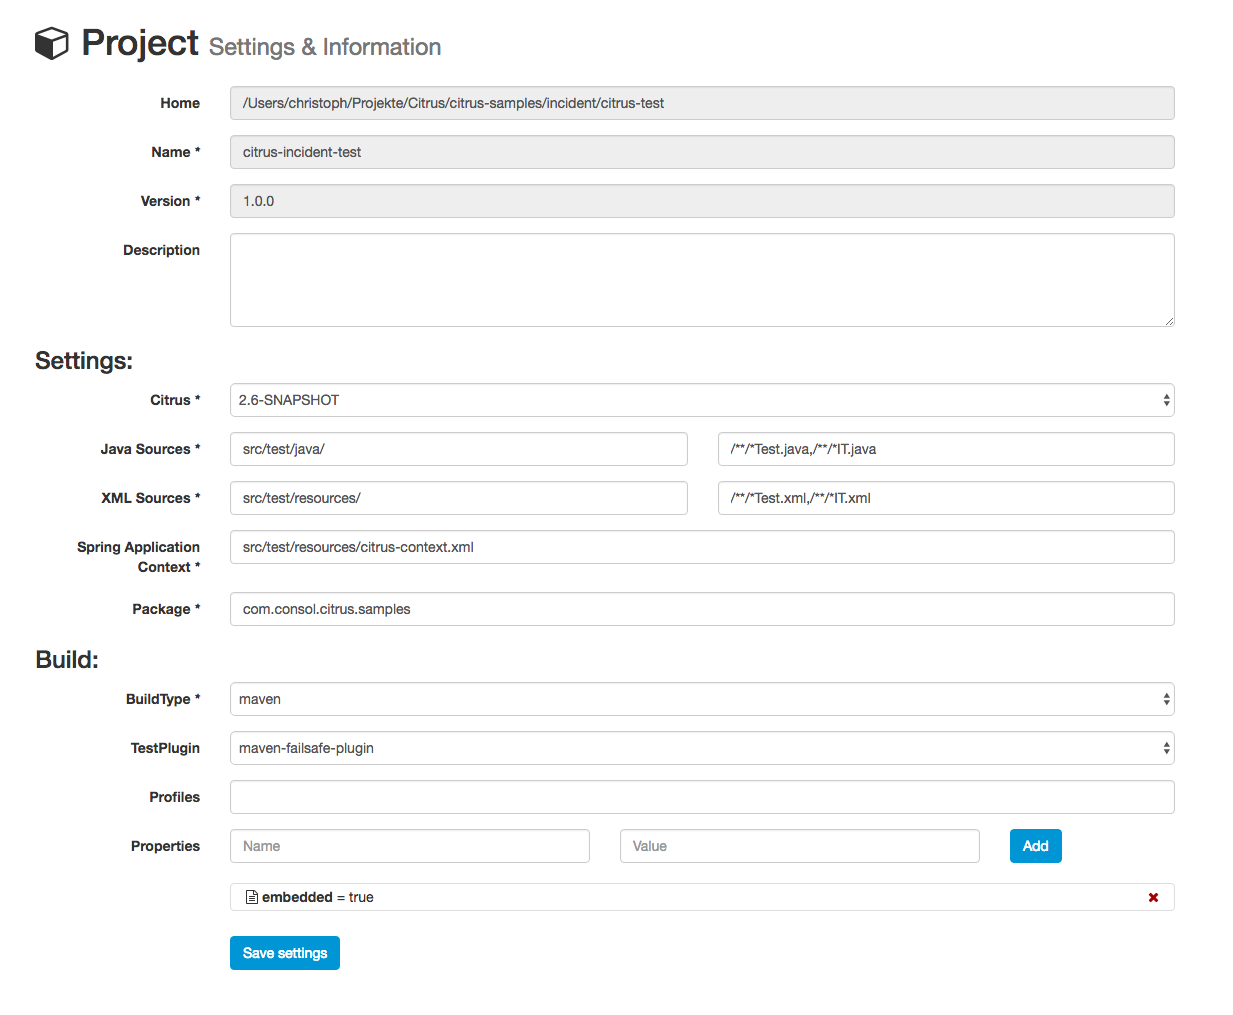 Project Settings & Information
Home /Users/christoph/Projekte/Citrus/citrus-samples/incident/citrus-test
Name * citrus-incident-test
Version * 1.0.0
Description
Settings:
Citrus * 2.6-SNAPSHOT
Java Sources * src/test/java/ /**/*Test.java,/**/*IT.java
XML Sources * src/test/resources/ /**/*Test.xml,/**/*IT.xml
Spring Application src/test/resources/citrus-context.xml
Context *
Package * com.consol.citrus.samples
Build:
BuildType * maven
TestPlugin maven-failsafe-plugin
Profiles
Properties Name Value Add
embedded = true
Save settings